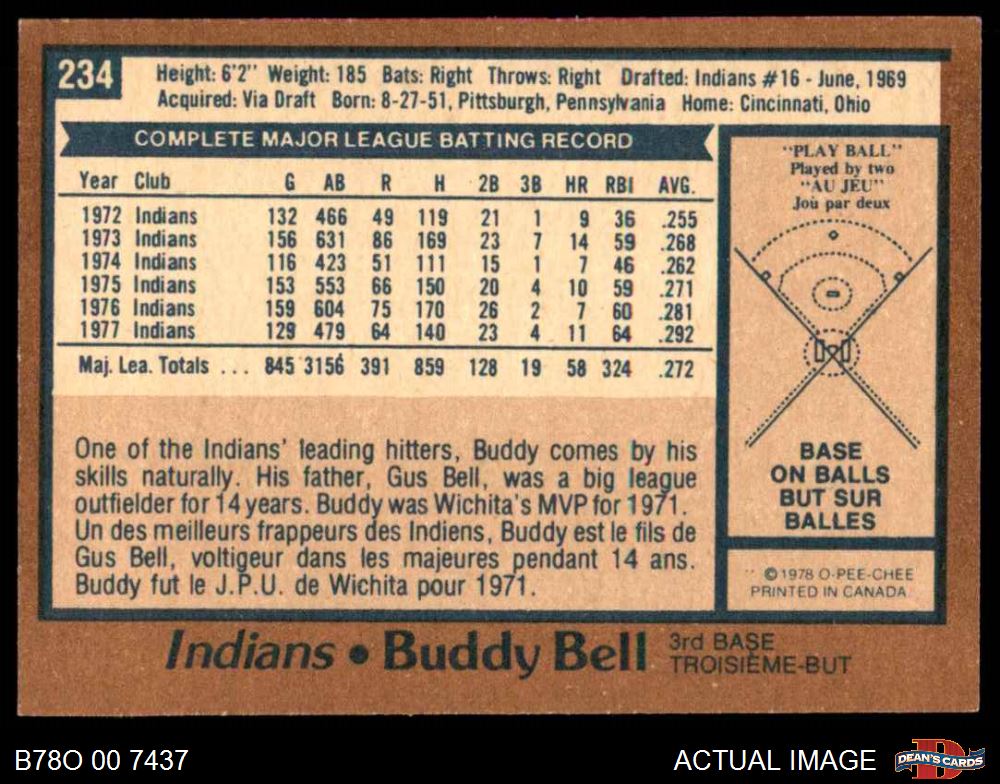 234
Height: 6'2" Weight: 185 Bats: Right Throws: Right Drafted: Indians #16 - June, 1969
Acquired: Via Draft Born: 8-27-51, Pittsburgh, Pennsylvania Home: Cincinnati, Ohio
COMPLETE MAJOR LEAGUE BATTING RECORD
Year Club G AB R H 2B 3B HR RBI AVG.
1972 Indians 132 466 49 119 21 1 9 36 .255
1973 Indians 156 631 86 169 23 7 14 59 .268
1974 Indians 116 423 51 111 15 1 7 46 .262
1975 Indians 153 553 66 150 20 4 10 59 .271
1976 Indians 159 604 75 170 26 2 7 60 .281
1977 Indians 129 479 64 140 23 4 11 64 .292
Maj. Lea. Totals ... 845 3156 391 859 128 19 58 324 .272
One of the Indians' leading hitters, Buddy comes by his
skills naturally. His father, Gus Bell, was a big league
outfielder for 14 years. Buddy was Wichita's MVP for 1971.
Un des meilleurs frappeurs des Indiens, Buddy est le fils de
Gus Bell, voltigeur dans les majeures pendant 14 ans.
Buddy fut le J.P.U. de Wichita pour 1971.
"PLAY BALL"
Played by two
"AU JEU"
Joù par deux
BASE
ON BALLS
BUT SUR
BALLES
©1978 O-PEE-CHEE
PRINTED IN CANADA
Indians • Buddy Bell
3rd BASE
TROISIÈME-BUT
B78O 00 7437
ACTUAL IMAGE
DEAN'S CARDS